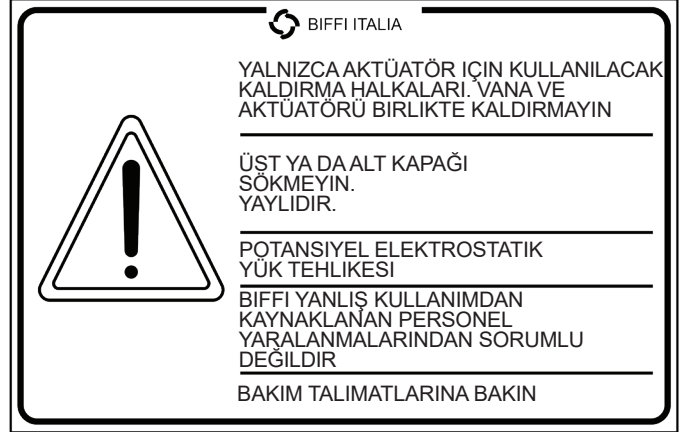 BIFFI ITALIA
YALNIZCA AKTÜATÖR IÇIN KULLANILACAK
KALDIRMA HALKALARI. VANA VE
AKTÜATÖRÜ BIRLIKTE KALDIRMAYIN
ÜST YA DA ALT KAPAĞI
SÖKMEYIN.
YAYLIDIR.
POTANSIYEL ELEKTROSTATIK
YÜK TEHLIKESI
BIFFI YANLIŞ KULLANIMDAN
KAYNAKLANAN PERSONEL
YARALANMALARINDAN SORUMLU
DEĞILDIR
BAKIM TALIMATLARINA BAKIN